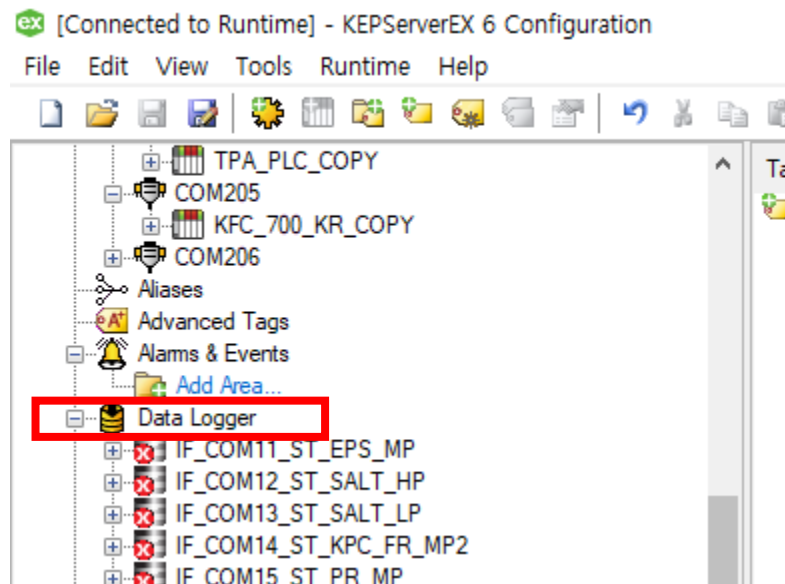 ex [Connected to Runtime] - KEPServerEX 6 Configuration
File Edit View Tools Runtime Help
TPA_PLC_COPY
COM205
KFC_700_KR_COPY
COM206
Aliases
A+ Advanced Tags
Alarms & Events
Add Area...
Data Logger
IF_COM11_ST_EPS_MP
IF_COM12_ST_SALT_HP
IF_COM13_ST_SALT_LP
IF_COM14_ST_KPC_FR_MP2
IF_COM15_ST_PR_MP